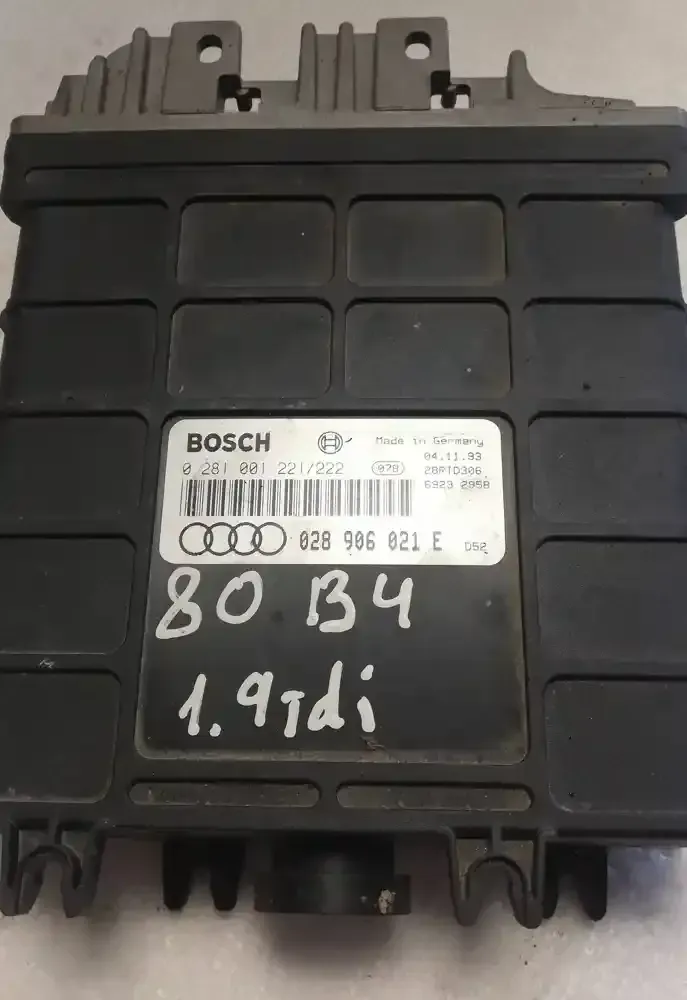 BOSCH Made in Germany
04.11.93
0 281 001 221/222 078 28RTD306
6923 2958
028 906 021 E D52
80 B4
1.9Tdi